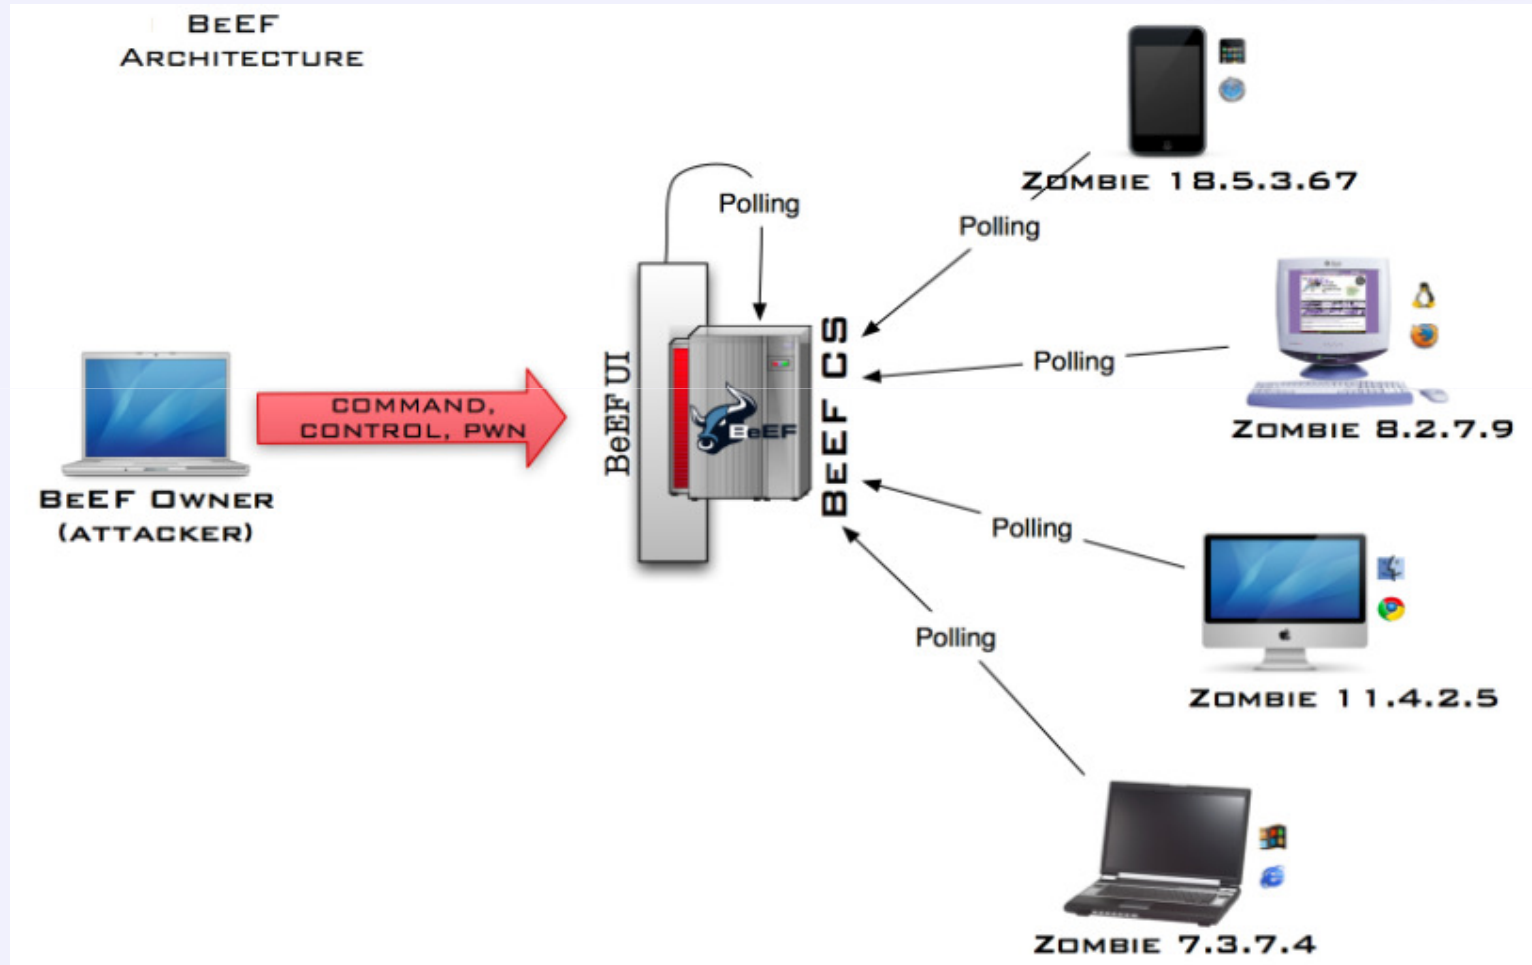 BeEF
Architecture
Polling
Zombie 18.5.3.67
Polling
BeEF UI
BeEF CS
BeEF
Polling
Zombie 8.2.7.9
COMMAND,
CONTROL, PWN
BeEF Owner
(attacker)
Polling
Zombie 11.4.2.5
Polling
Zombie 7.3.7.4